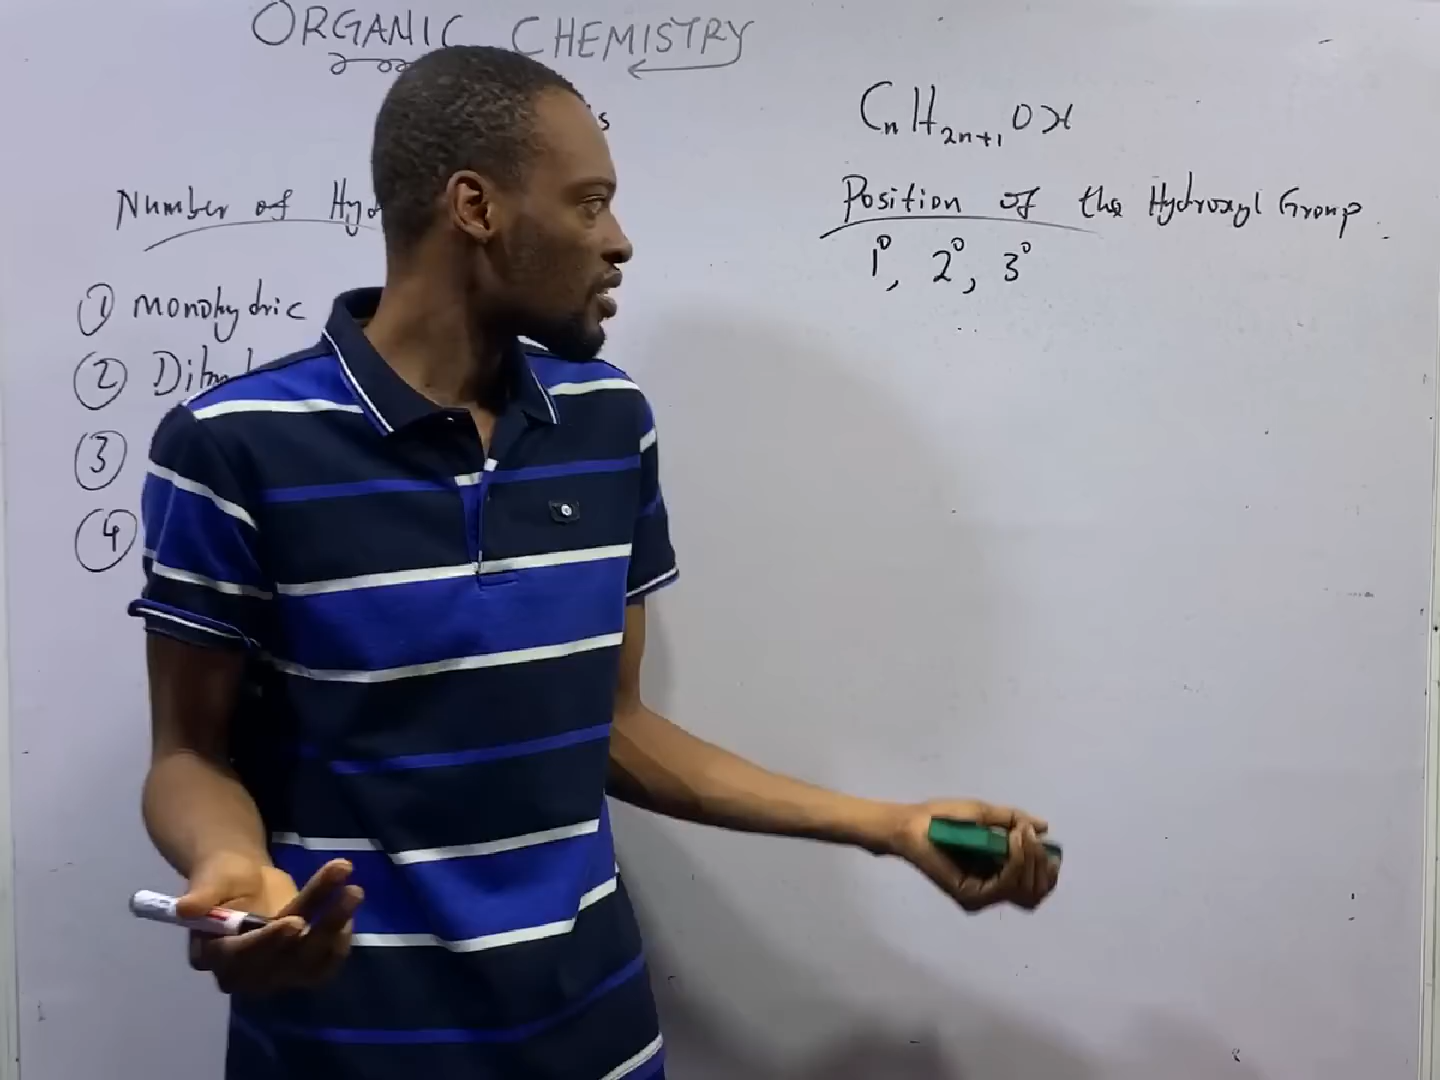 ORGANIC CHEMISTRY
Number of
① monohydric
②
③
④
CnH2n+1OH
Position of the Hydroxyl Group
1°, 2°, 3°